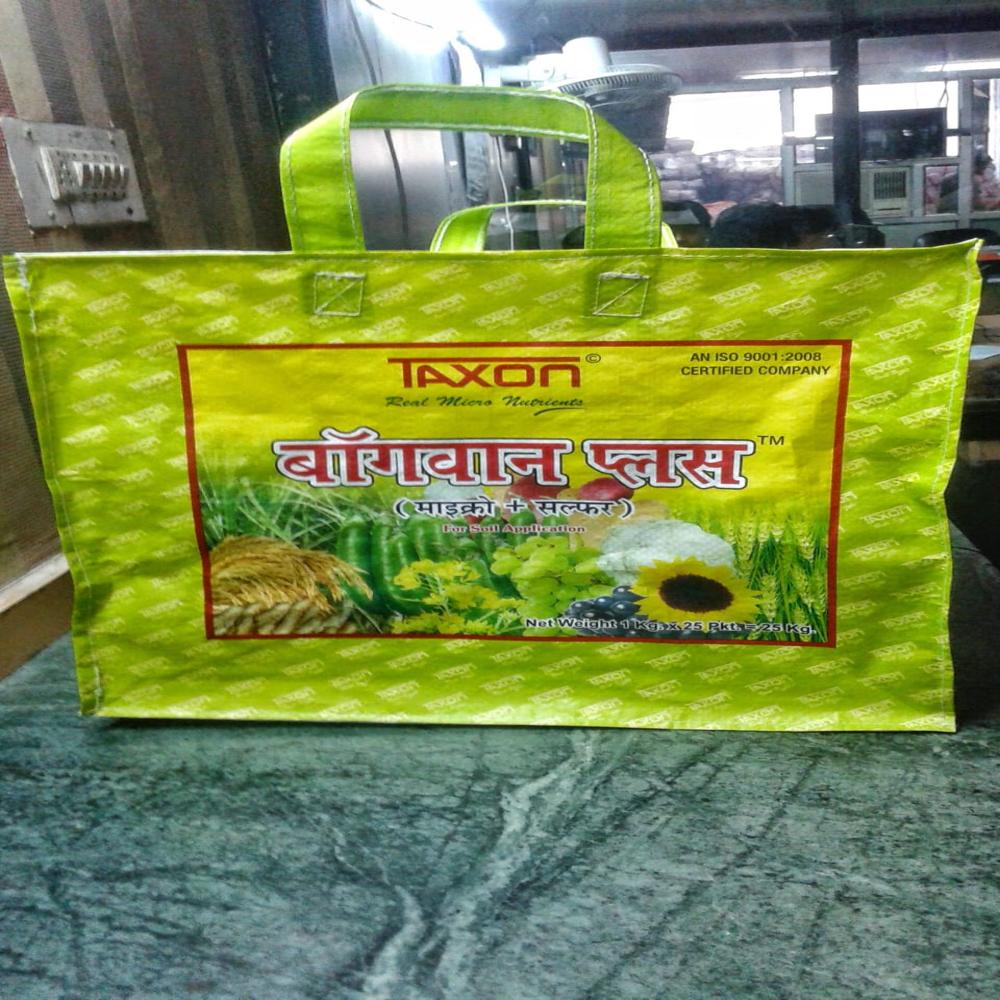 TAXON©
Real Micro Nutrients
AN ISO 9001:2008
CERTIFIED COMPANY
बॉगवान प्लस™
(माइक्रो + सल्फर)
For Soil Application
Net Weight 1 Kg. x 25 Pkt. = 25 Kg.